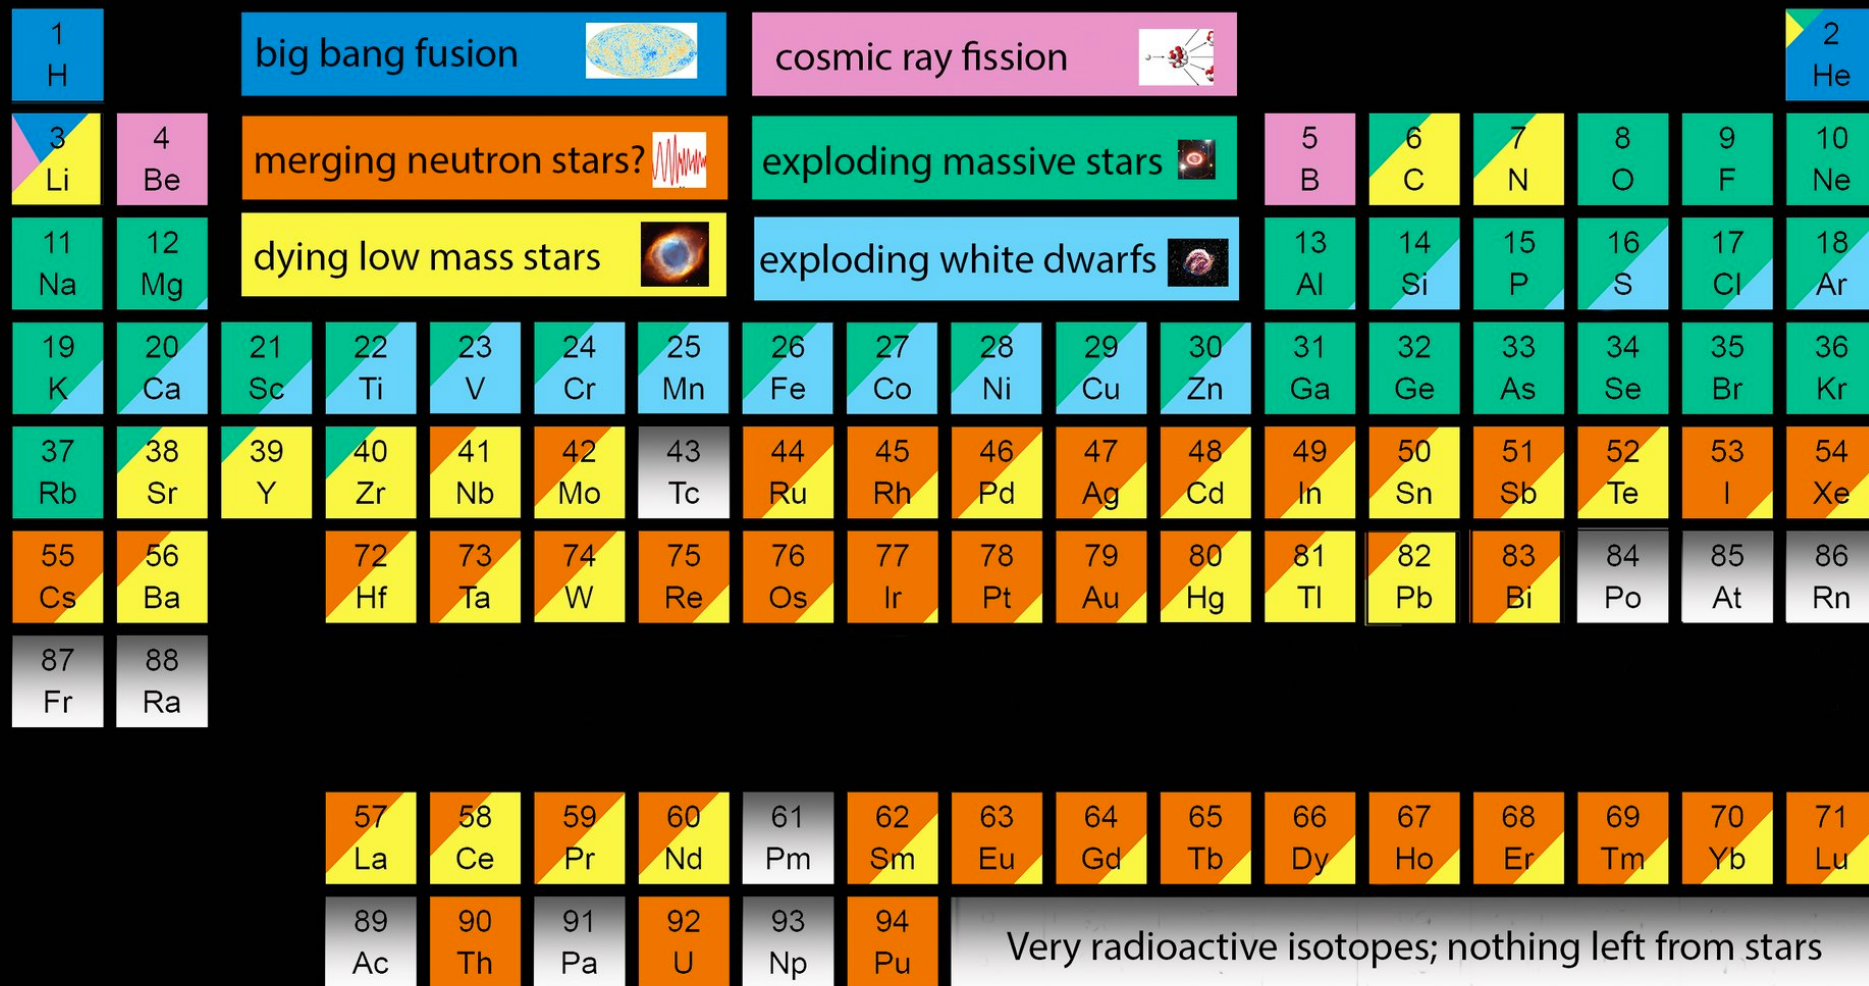 1 big bang fusion cosmic ray fission 2
H He
3 4 merging neutron stars? exploding massive stars 5 6 7 8 9 10
Li Be B C N O F Ne
11 12 dying low mass stars exploding white dwarfs 13 14 15 16 17 18
Na Mg Al Si P S Cl Ar
19 20 21 22 23 24 25 26 27 28 29 30 31 32 33 34 35 36
K Ca Sc Ti V Cr Mn Fe Co Ni Cu Zn Ga Ge As Se Br Kr
37 38 39 40 41 42 43 44 45 46 47 48 49 50 51 52 53 54
Rb Sr Y Zr Nb Mo Tc Ru Rh Pd Ag Cd In Sn Sb Te I Xe
55 56 72 73 74 75 76 77 78 79 80 81 82 83 84 85 86
Cs Ba Hf Ta W Re Os Ir Pt Au Hg Tl Pb Bi Po At Rn
87 88
Fr Ra
57 58 59 60 61 62 63 64 65 66 67 68 69 70 71
La Ce Pr Nd Pm Sm Eu Gd Tb Dy Ho Er Tm Yb Lu
89 90 91 92 93 94 Very radioactive isotopes; nothing left from stars
Ac Th Pa U Np Pu